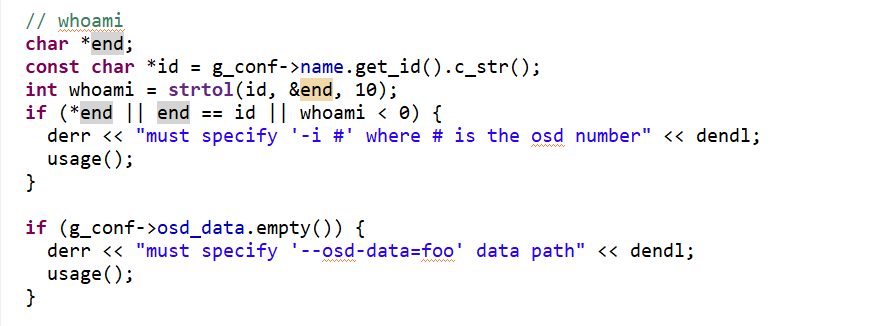 // whoami
char *end;
const char *id = g_conf->name.get_id().c_str();
int whoami = strtol(id, &end, 10);
if (*end || end == id || whoami < 0) {
  derr << "must specify '-i #' where # is the osd number" << dendl;
  usage();
}

if (g_conf->osd_data.empty()) {
  derr << "must specify '--osd-data=foo' data path" << dendl;
  usage();
}